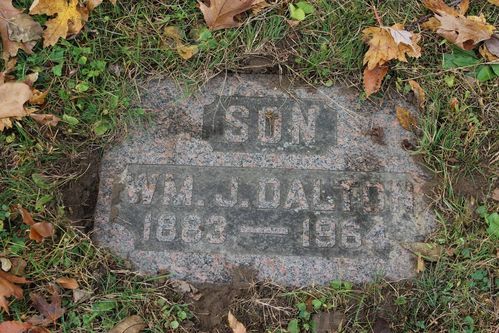 SON
WM. J. DALTON
1883 — 1964